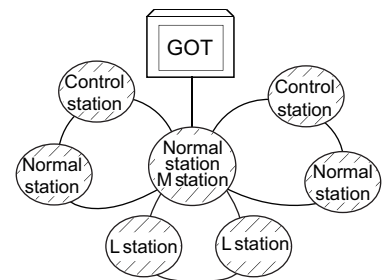 GOT
Control
station
Control
station
Normal
station
M station
Normal
station
Normal
station
L station
L station